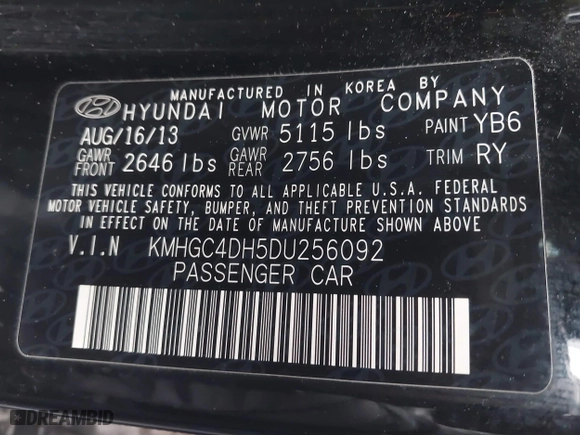 MANUFACTURED IN KOREA BY
HYUNDAI MOTOR COMPANY
AUG/16/13 GVWR 5115 lbs PAINT YB6
GAWR FRONT 2646 lbs GAWR REAR 2756 lbs TRIM RY
THIS VEHICLE CONFORMS TO ALL APPLICABLE U.S.A. FEDERAL
MOTOR VEHICLE SAFETY, BUMPER, AND THEFT PREVENTION STANDARDS
IN EFFECT ON THE DATE OF MANUFACTURE SHOWN ABOVE
V.I.N KMHGC4DH5DU256092
PASSENGER CAR
DREAMBID